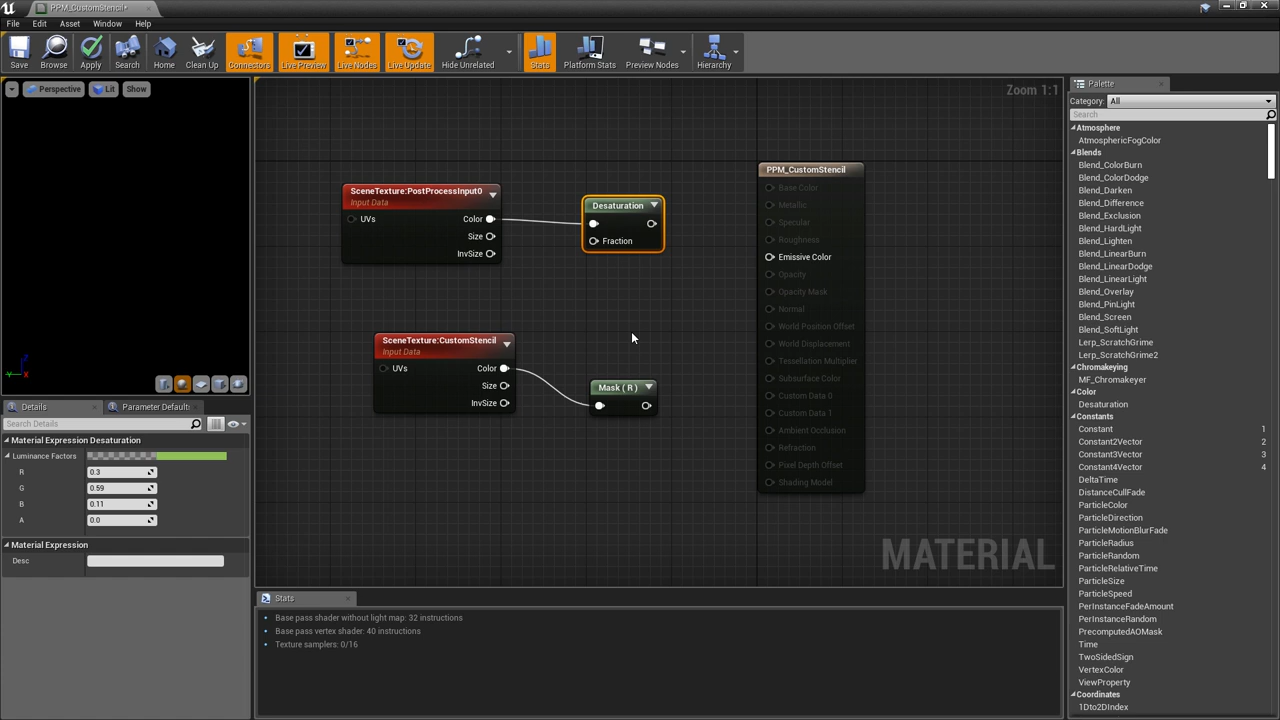 PPM_CustomStencil*
File Edit Asset Window Help
Save Browse Apply Search Home Clean Up Connectors Live Preview Live Nodes Live Update Hide Unrelated Stats Platform Stats Preview Nodes Hierarchy
Perspective Lit Show
Zoom 1:1
Palette
Category: All
Search
Atmosphere
AtmosphericFogColor
Blends
Blend_ColorBurn
Blend_ColorDodge
Blend_Darken
Blend_Difference
Blend_Exclusion
Blend_HardLight
Blend_Lighten
Blend_LinearBurn
Blend_LinearDodge
Blend_LinearLight
Blend_Overlay
Blend_PinLight
Blend_Screen
Blend_SoftLight
Lerp_ScratchGrime
Lerp_ScratchGrime2
Chromakeying
MF_Chromakeyer
Color
Desaturation
Constants
Constant 1
Constant2Vector 2
Constant3Vector 3
Constant4Vector 4
DeltaTime
DistanceCullFade
ParticleColor
ParticleDirection
ParticleMotionBlurFade
ParticleRadius
ParticleRandom
ParticleRelativeTime
ParticleSize
ParticleSpeed
PerInstanceFadeAmount
PerInstanceRandom
PrecomputedAOMask
Time
TwoSidedSign
VertexColor
ViewProperty
Coordinates
1Dto2DIndex
SceneTexture:PostProcessInput0
Input Data
UVs Color
Size
InvSize
Desaturation
Fraction
SceneTexture:CustomStencil
Input Data
UVs Color
Size
InvSize
Mask ( R )
PPM_CustomStencil
Base Color
Metallic
Specular
Roughness
Emissive Color
Opacity
Opacity Mask
Normal
World Position Offset
World Displacement
Tessellation Multiplier
Subsurface Color
Custom Data 0
Custom Data 1
Ambient Occlusion
Refraction
Pixel Depth Offset
Shading Model
MATERIAL
Z
Y X
Details Parameter Default
Search Details
Material Expression Desaturation
Luminance Factors
R 0.3
G 0.59
B 0.11
A 0.0
Material Expression
Desc
Stats
Base pass shader without light map: 32 instructions
Base pass vertex shader: 40 instructions
Texture samplers: 0/16